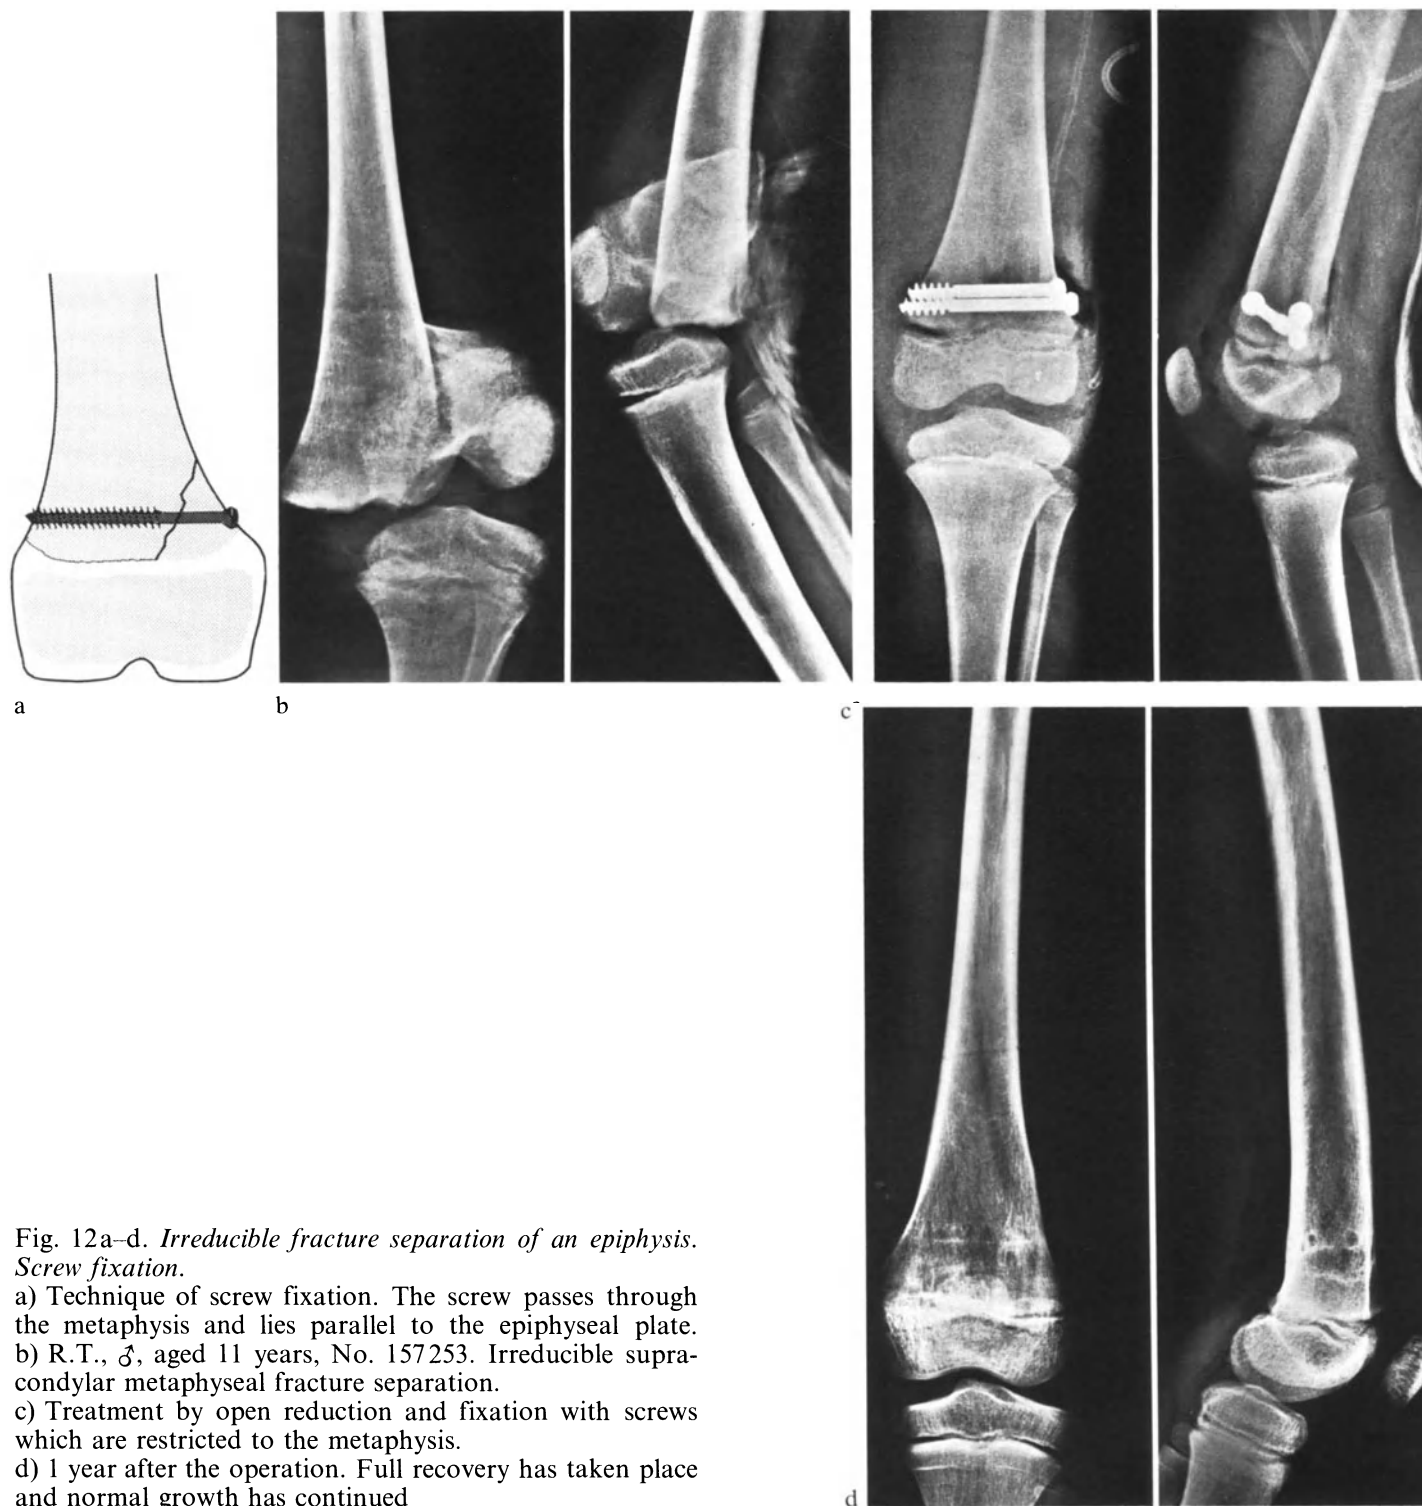 a
b
c
d
Fig. 12a–d. Irreducible fracture separation of an epiphysis.
Screw fixation.
a) Technique of screw fixation. The screw passes through
the metaphysis and lies parallel to the epiphyseal plate.
b) R.T., ♂, aged 11 years, No. 157253. Irreducible supra-
condylar metaphyseal fracture separation.
c) Treatment by open reduction and fixation with screws
which are restricted to the metaphysis.
d) 1 year after the operation. Full recovery has taken place
and normal growth has continued